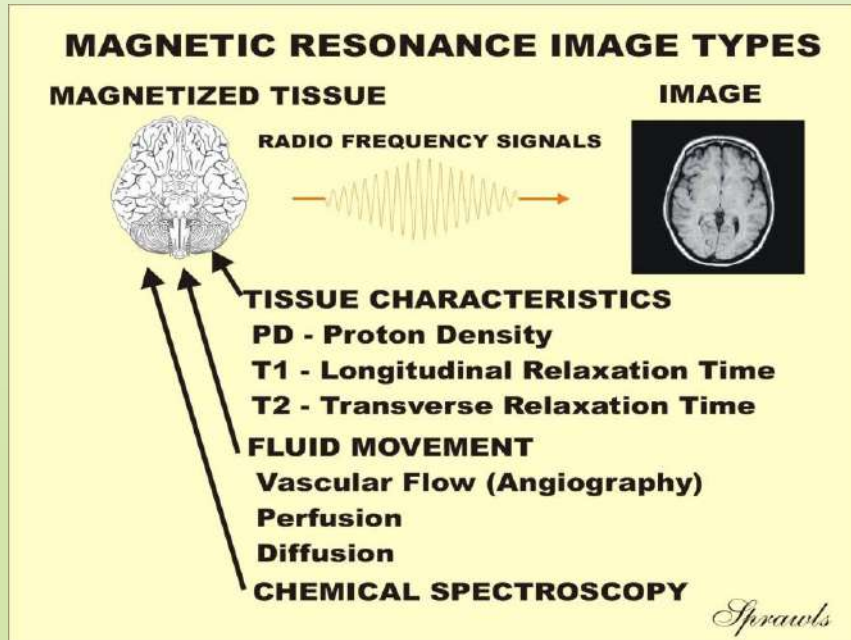 MAGNETIC RESONANCE IMAGE TYPES
MAGNETIZED TISSUE
IMAGE
RADIO FREQUENCY SIGNALS
TISSUE CHARACTERISTICS
PD - Proton Density
T1 - Longitudinal Relaxation Time
T2 - Transverse Relaxation Time
FLUID MOVEMENT
Vascular Flow (Angiography)
Perfusion
Diffusion
CHEMICAL SPECTROSCOPY
Sprawls